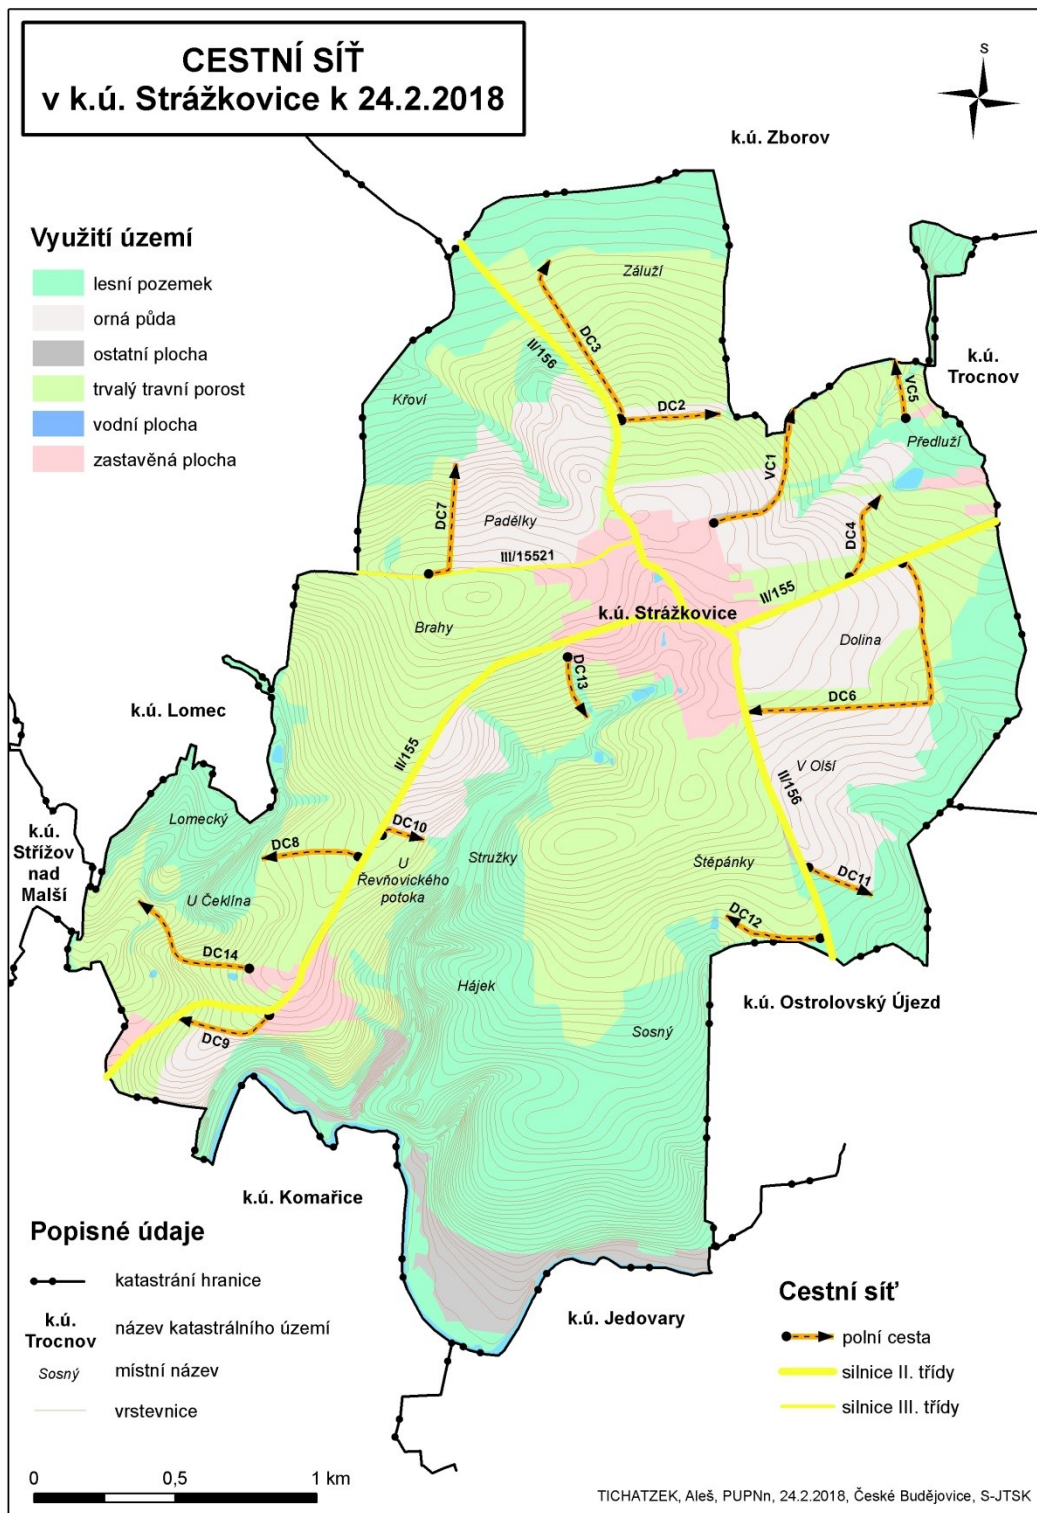 CESTNÍ SÍŤ
v k.ú. Strážkovice k 24.2.2018
S
k.ú. Zborov
Využití území
lesní pozemek
orná půda
ostatní plocha
trvalý travní porost
vodní plocha
zastavěná plocha
Záluží
DC3
II/156
k.ú.
Trocnov
VC5
Křoví
DC2
Předluží
VC1
DC7
Padělky
DC4
III/15521
II/155
k.ú. Strážkovice
Brahy
Dolina
DC13
DC6
k.ú. Lomec
II/155
V Olší
II/156
Lomecký
k.ú.
Střížov
nad
Malší
DC10
DC8
U
Řevňovického
potoka
Stružky
Štěpánky
DC11
U Čeklína
DC12
DC14
Hájek
k.ú. Ostrolovský Újezd
Sosný
DC9
k.ú. Komařice
Popisné údaje
katastrání hranice
k.ú.
Trocnov
název katastrálního území
Sosný
místní název
vrstevnice
k.ú. Jedovary
Cestní síť
polní cesta
silnice II. třídy
silnice III. třídy
0 0,5 1 km
TICHATZEK, Aleš, PUPNn, 24.2.2018, České Budějovice, S-JTSK